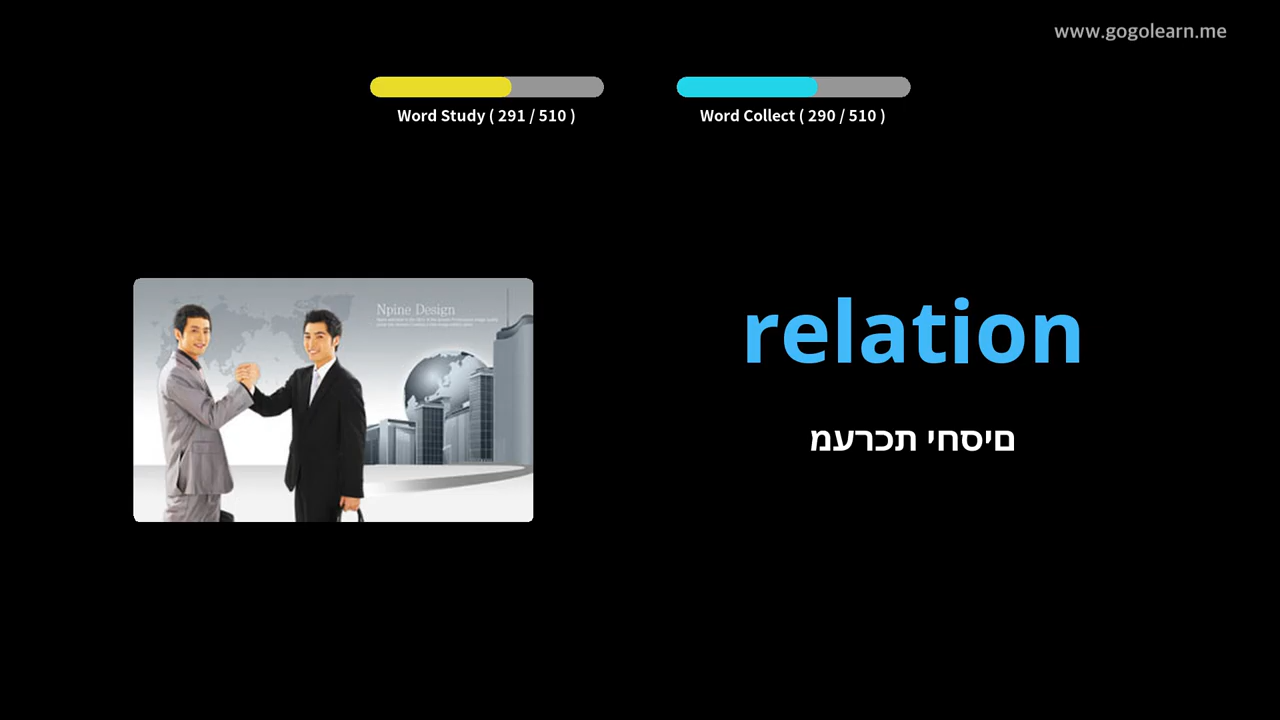 www.gogolearn.me
Word Study ( 291 / 510 )
Word Collect ( 290 / 510 )
Npine Design
relation
םיסחי תכרעמ